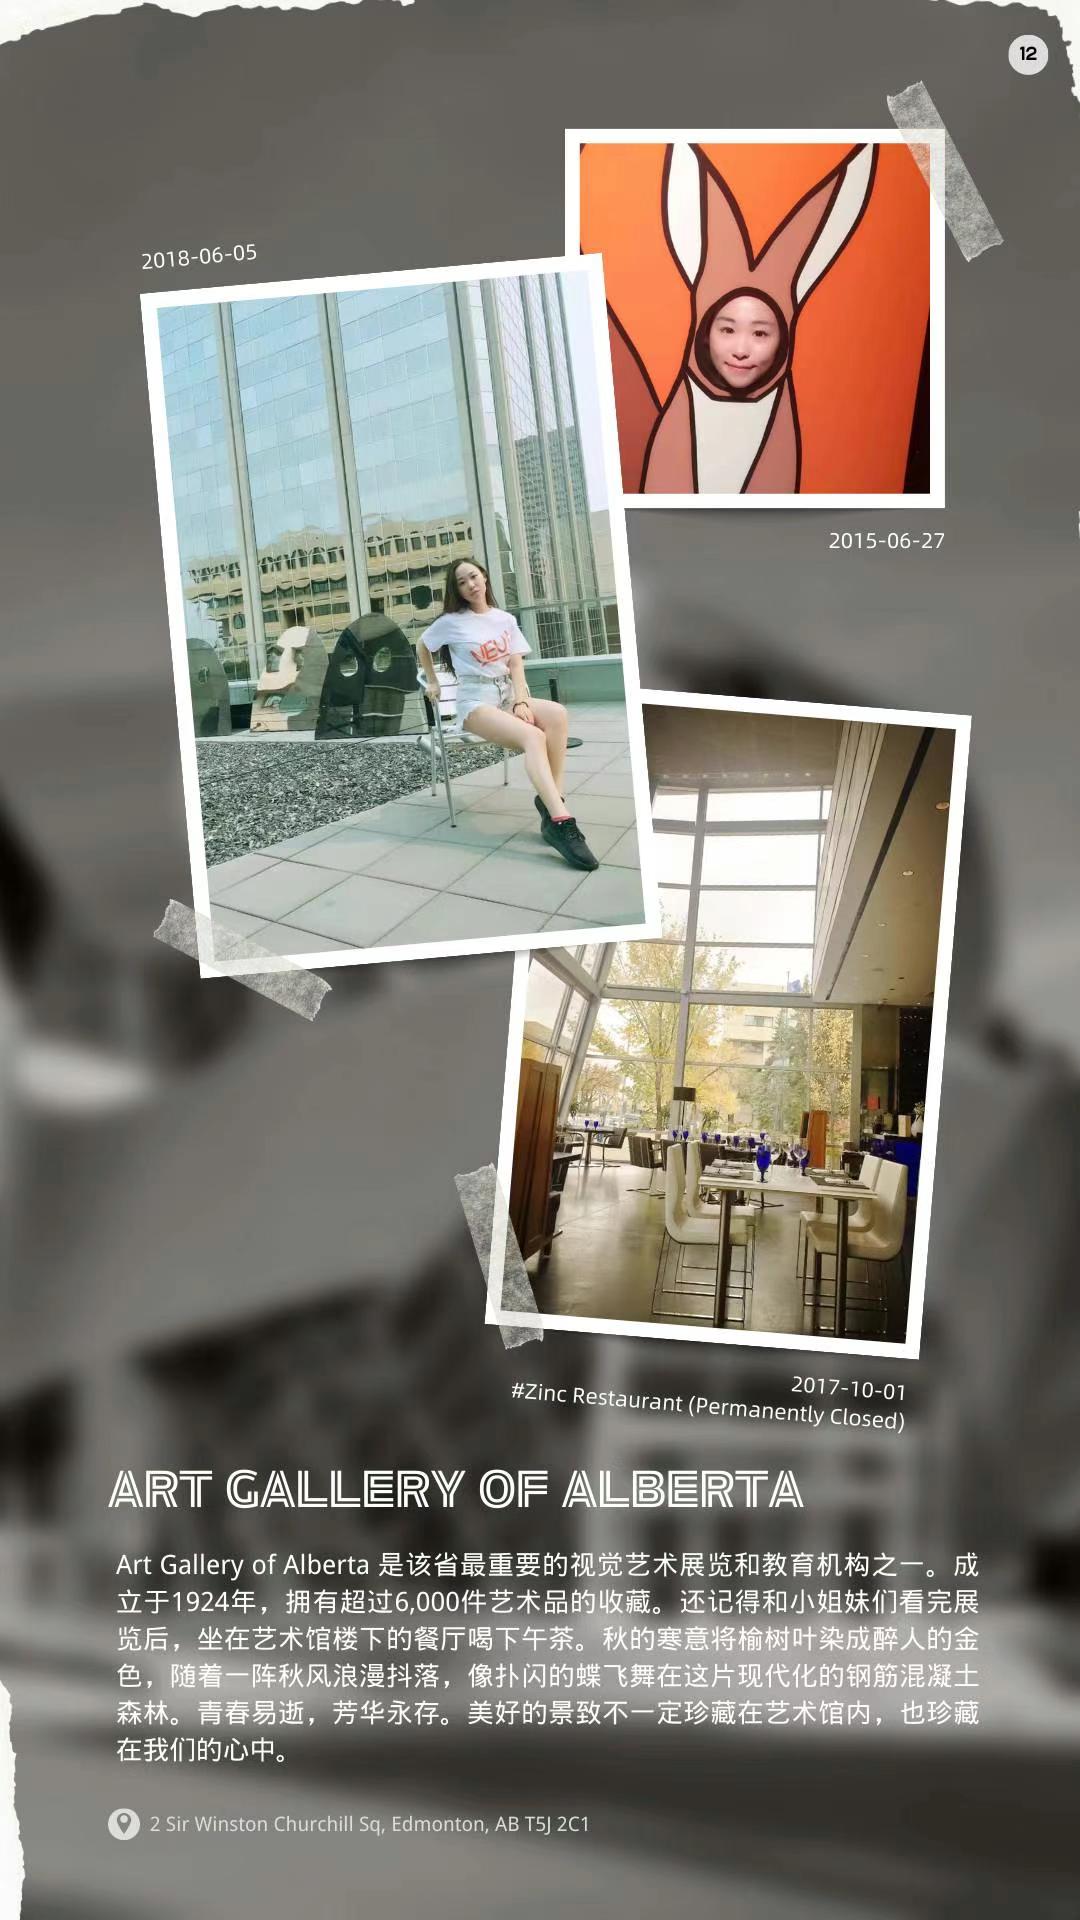 12
2018-06-05
NEU!
2015-06-27
2017-10-01
#Zinc Restaurant (Permanently Closed)
ART GALLERY OF ALBERTA
Art Gallery of Alberta 是该省最重要的视觉艺术展览和教育机构之一。成
立于1924年，拥有超过6,000件艺术品的收藏。还记得和小姐妹们看完展
览后，坐在艺术馆楼下的餐厅喝下午茶。秋的寒意将榆树叶染成醉人的金
色，随着一阵秋风浪漫抖落，像扑闪的蝶飞舞在这片现代化的钢筋混凝土
森林。青春易逝，芳华永存。美好的景致不一定珍藏在艺术馆内，也珍藏
在我们的心中。
2 Sir Winston Churchill Sq, Edmonton, AB T5J 2C1